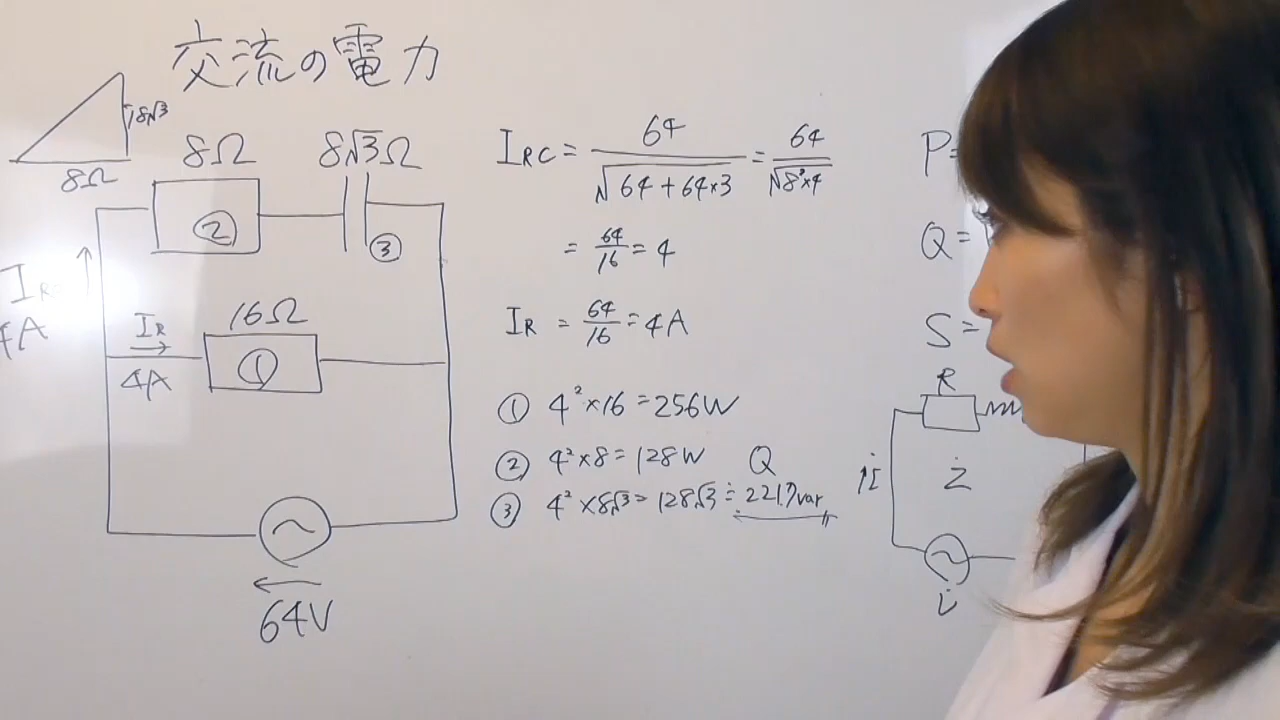 交流の電力
8√3
8Ω
8Ω 8√3Ω
②
③
I_R
4A
16Ω
I_R
①
4A
64V
I_RC = 64/√(64+64×3) = 64/√(8²×4)
= 64/16 = 4
I_R = 64/16 = 4A
① 4²×16=256W
② 4²×8=128W Q
③ 4²×8√3=128√3≒221.7var
P=
Q=
S=
R
İ
Ż